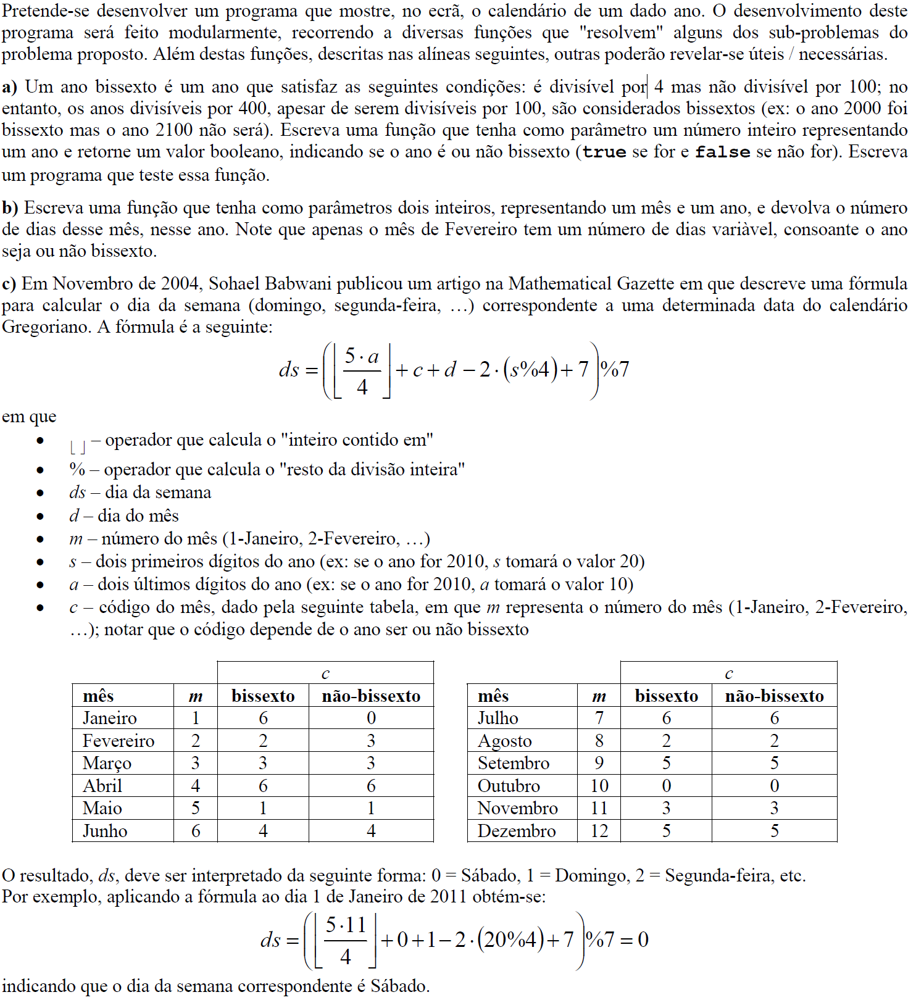 Pretende-se desenvolver um programa que mostre, no ecrã, o calendário de um dado ano. O desenvolvimento deste
programa será feito modularmente, recorrendo a diversas funções que "resolvem" alguns dos sub-problemas do
problema proposto. Além destas funções, descritas nas alíneas seguintes, outras poderão revelar-se úteis / necessárias.
a) Um ano bissexto é um ano que satisfaz as seguintes condições: é divisível por 4 mas não divisível por 100; no
entanto, os anos divisíveis por 400, apesar de serem divisíveis por 100, são considerados bissextos (ex: o ano 2000 foi
bissexto mas o ano 2100 não será). Escreva uma função que tenha como parâmetro um número inteiro representando
um ano e retorne um valor booleano, indicando se o ano é ou não bissexto (true se for e false se não for). Escreva
um programa que teste essa função.
b) Escreva uma função que tenha como parâmetros dois inteiros, representando um mês e um ano, e devolva o número
de dias desse mês, nesse ano. Note que apenas o mês de Fevereiro tem um número de dias variàvel, consoante o ano
seja ou não bissexto.
c) Em Novembro de 2004, Sohael Babwani publicou um artigo na Mathematical Gazette em que descreve uma fórmula
para calcular o dia da semana (domingo, segunda-feira, …) correspondente a uma determinada data do calendário
Gregoriano. A fórmula é a seguinte:
ds = (⌊5·a/4⌋ + c + d − 2·(s%4) + 7)%7
em que
• ⌊ ⌋ – operador que calcula o "inteiro contido em"
• % – operador que calcula o "resto da divisão inteira"
• ds – dia da semana
• d – dia do mês
• m – número do mês (1-Janeiro, 2-Fevereiro, …)
• s – dois primeiros dígitos do ano (ex: se o ano for 2010, s tomará o valor 20)
• a – dois últimos dígitos do ano (ex: se o ano for 2010, a tomará o valor 10)
• c – código do mês, dado pela seguinte tabela, em que m representa o número do mês (1-Janeiro, 2-Fevereiro,
…); notar que o código depende de o ano ser ou não bissexto
c
mês m bissexto não-bissexto
Janeiro 1 6 0
Fevereiro 2 2 3
Março 3 3 3
Abril 4 6 6
Maio 5 1 1
Junho 6 4 4
c
mês m bissexto não-bissexto
Julho 7 6 6
Agosto 8 2 2
Setembro 9 5 5
Outubro 10 0 0
Novembro 11 3 3
Dezembro 12 5 5
O resultado, ds, deve ser interpretado da seguinte forma: 0 = Sábado, 1 = Domingo, 2 = Segunda-feira, etc.
Por exemplo, aplicando a fórmula ao dia 1 de Janeiro de 2011 obtém-se:
ds = (⌊5·11/4⌋ + 0 + 1 − 2·(20%4) + 7)%7 = 0
indicando que o dia da semana correspondente é Sábado.